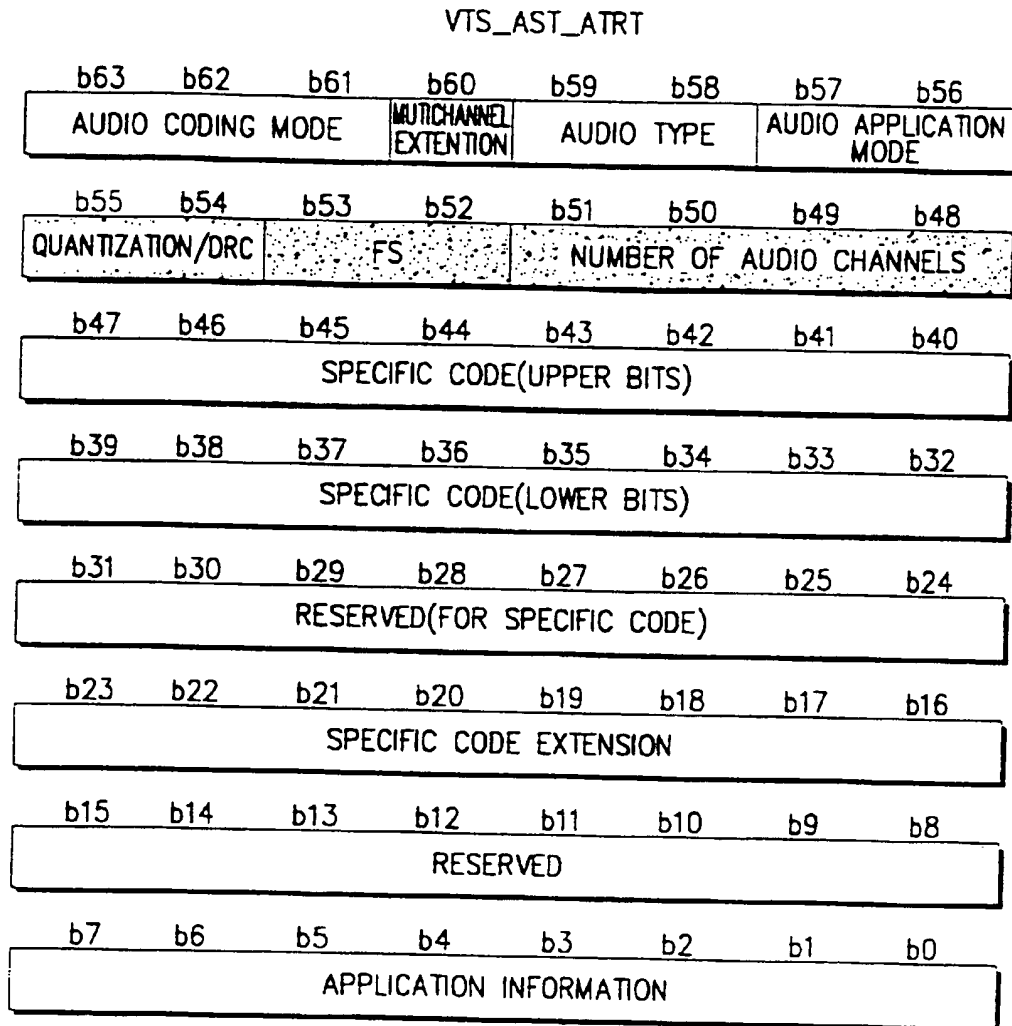 VTS_AST_ATRT
b63 b62 b61 b60 b59 b58 b57 b56
AUDIO CODING MODE
MUTICHANNEL
EXTENTION
AUDIO TYPE
AUDIO APPLICATION
MODE
b55 b54 b53 b52 b51 b50 b49 b48
QUANTIZATION/DRC FS NUMBER OF AUDIO CHANNELS
b47 b46 b45 b44 b43 b42 b41 b40
SPECIFIC CODE(UPPER BITS)
b39 b38 b37 b36 b35 b34 b33 b32
SPECIFIC CODE(LOWER BITS)
b31 b30 b29 b28 b27 b26 b25 b24
RESERVED(FOR SPECIFIC CODE)
b23 b22 b21 b20 b19 b18 b17 b16
SPECIFIC CODE EXTENSION
b15 b14 b13 b12 b11 b10 b9 b8
RESERVED
b7 b6 b5 b4 b3 b2 b1 b0
APPLICATION INFORMATION